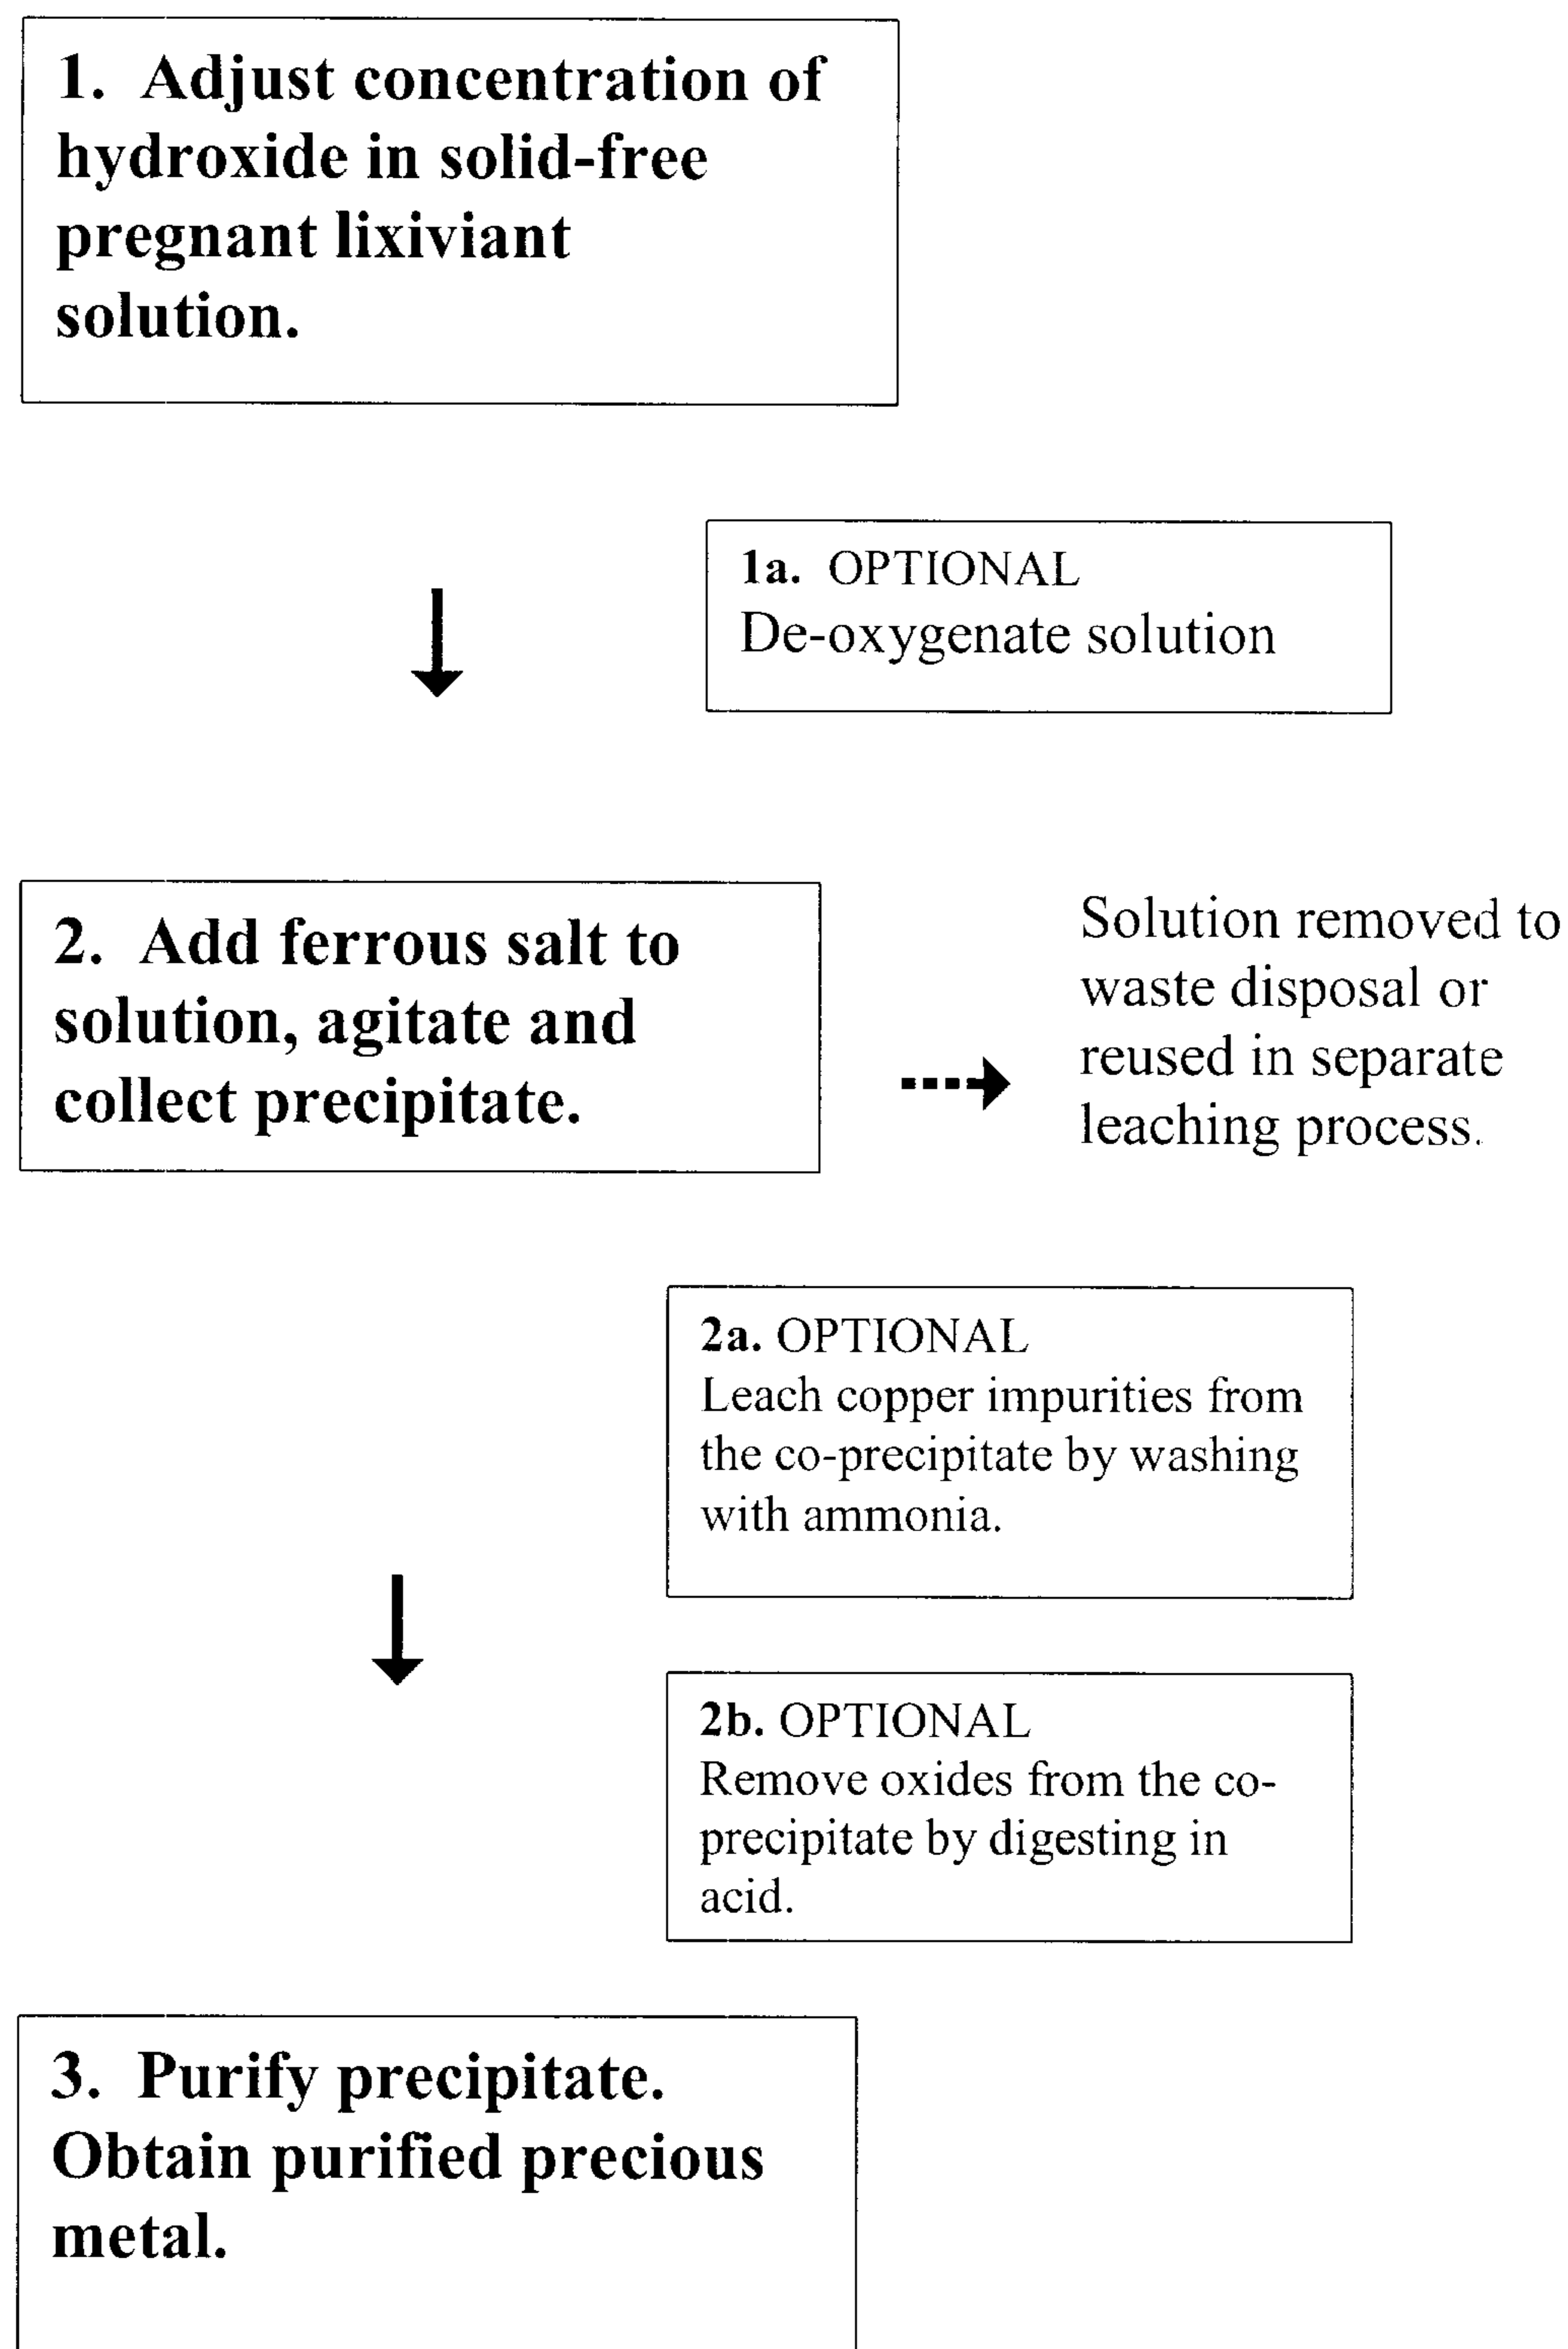 1. Adjust concentration of
hydroxide in solid-free
pregnant lixiviant
solution.
1a. OPTIONAL
De-oxygenate solution
2. Add ferrous salt to
solution, agitate and
collect precipitate.
Solution removed to
waste disposal or
reused in separate
leaching process.
2a. OPTIONAL
Leach copper impurities from
the co-precipitate by washing
with ammonia.
2b. OPTIONAL
Remove oxides from the co-
precipitate by digesting in
acid.
3. Purify precipitate.
Obtain purified precious
metal.